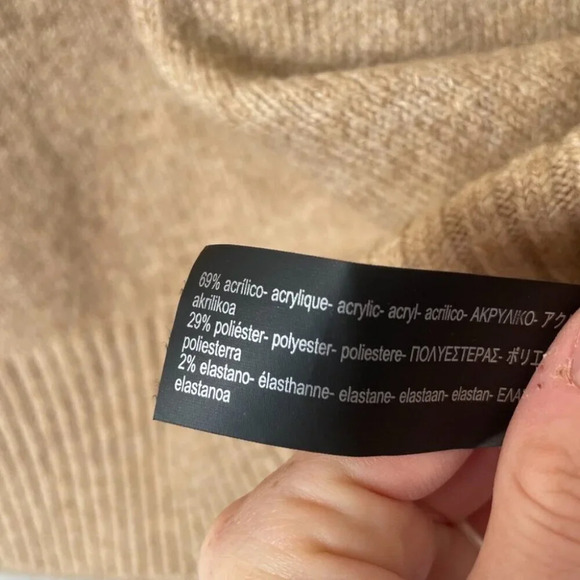 69% acrílico- acrylique- acrylic- acryl- acrilico- ΑΚΡΥΛΙΚΟ-
akrilikoa
29% poliéster- polyester- poliestere- ΠΟΛΥΕΣΤΕΡΑΣ-
poliesterra
2% elastano- élasthanne- elastane- elastaan- elastan-
elastanoa